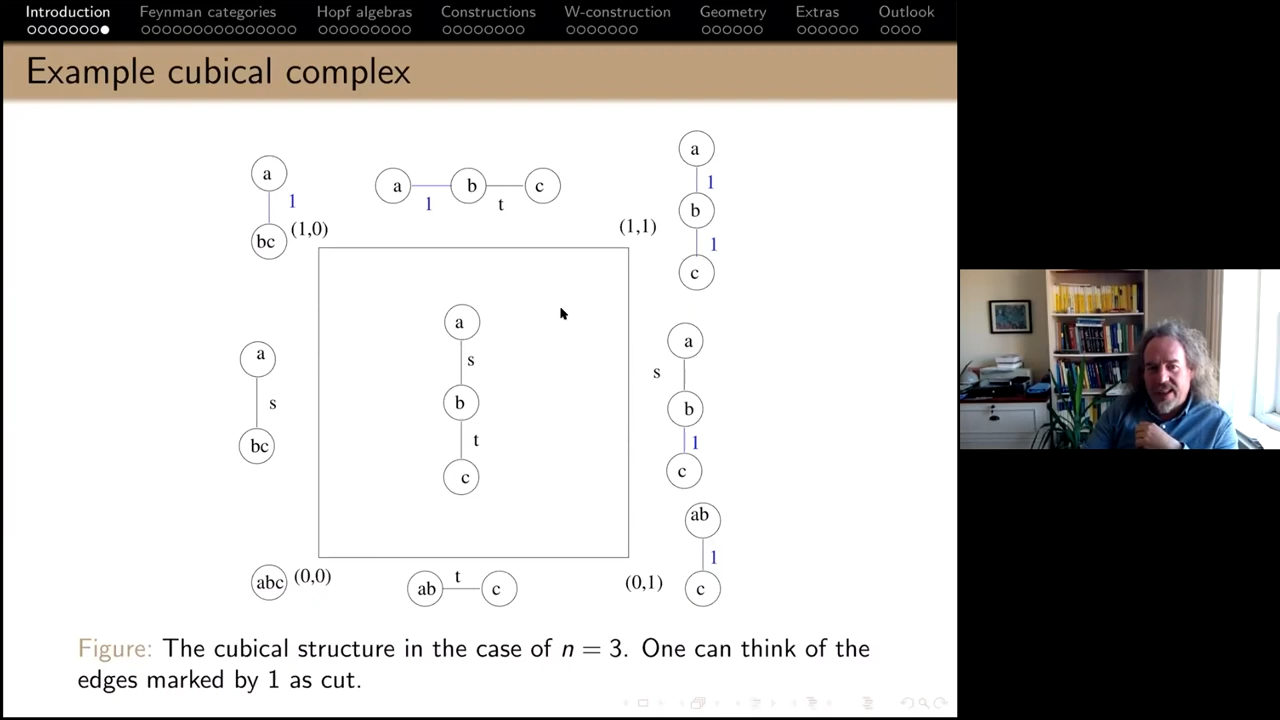 Introduction Feynman categories Hopf algebras Constructions W-construction Geometry Extras Outlook
Example cubical complex
a
1
bc
(1,0)
a b c
1 t
(1,1)
a
1
b
1
c
a
s
bc
a
s
b
t
c
a
s
b
1
c
abc
(0,0)
ab t c
(0,1)
ab
1
c
Figure: The cubical structure in the case of n = 3. One can think of the
edges marked by 1 as cut.